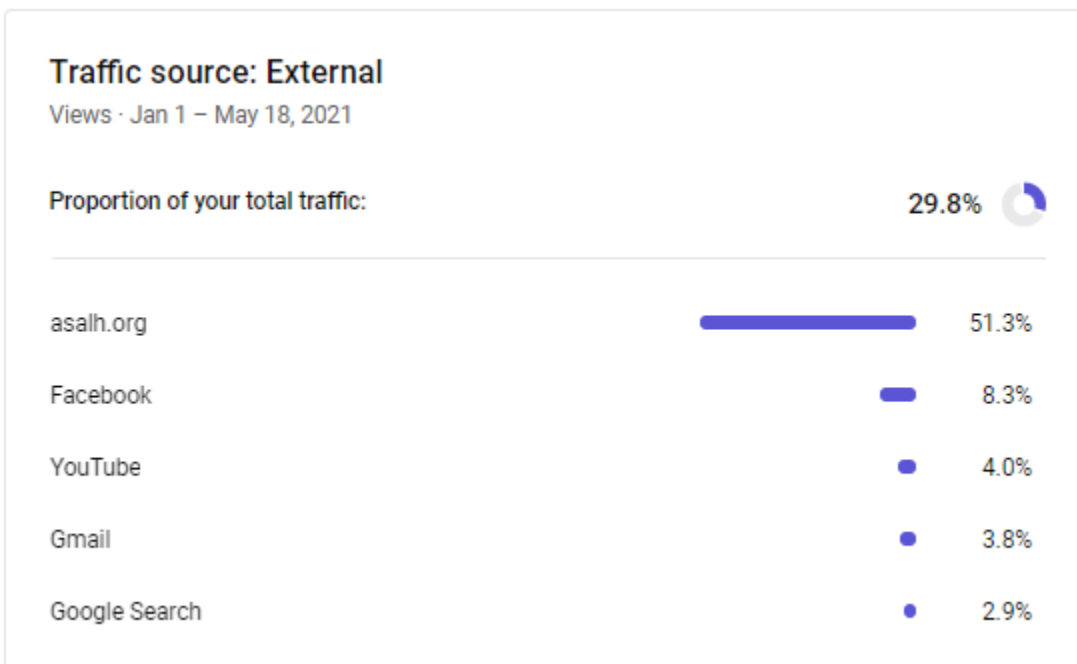 Traffic source: External
Views · Jan 1 – May 18, 2021
Proportion of your total traffic: 29.8%
asalh.org 51.3%
Facebook 8.3%
YouTube 4.0%
Gmail 3.8%
Google Search 2.9%